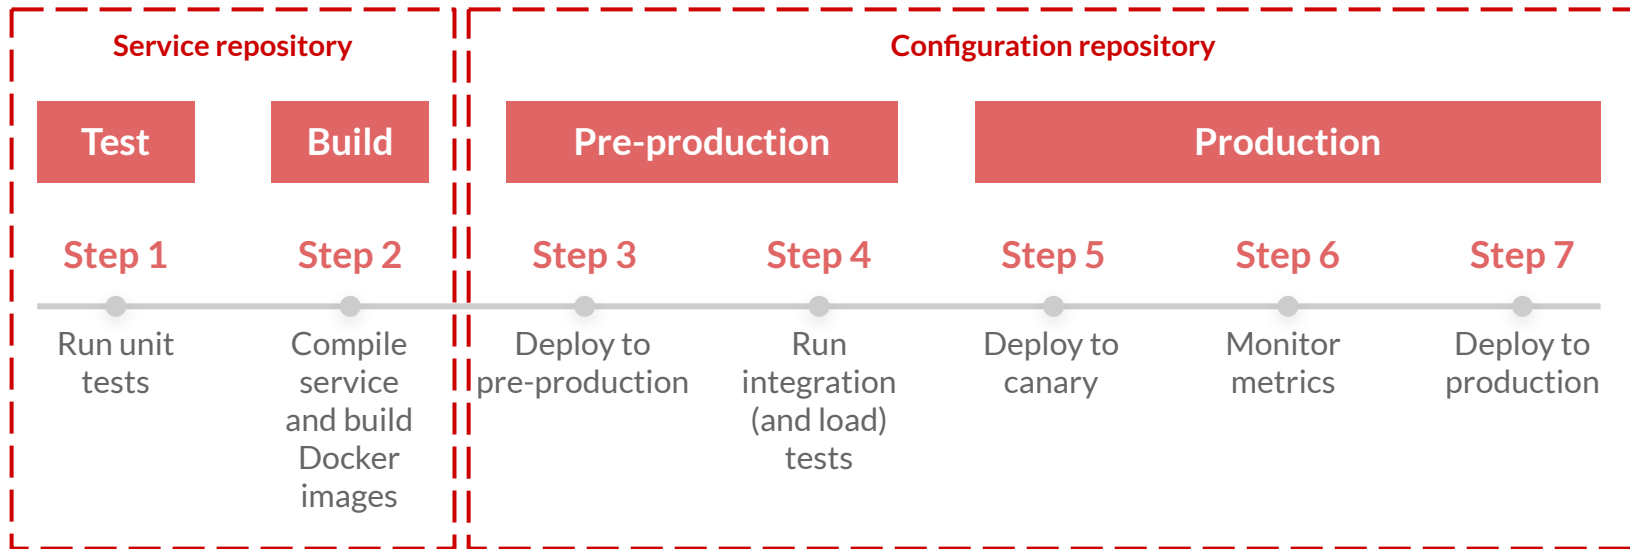 Service repository
Configuration repository
Test
Build
Pre-production
Production
Step 1
Step 2
Step 3
Step 4
Step 5
Step 6
Step 7
Run unit
tests
Compile
service
and build
Docker
images
Deploy to
pre-production
Run
integration
(and load)
tests
Deploy to
canary
Monitor
metrics
Deploy to
production